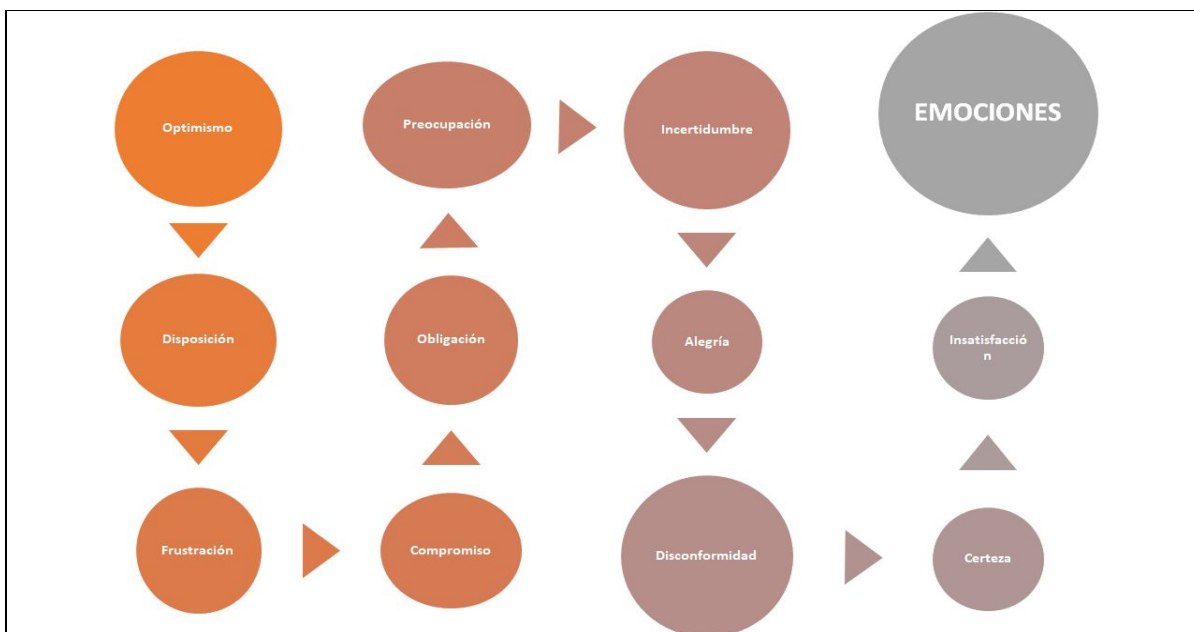 Optimismo
Disposición
Frustración
Compromiso
Obligación
Preocupación
Incertidumbre
Alegría
Disconformidad
Certeza
Insatisfacció
n
EMOCIONES